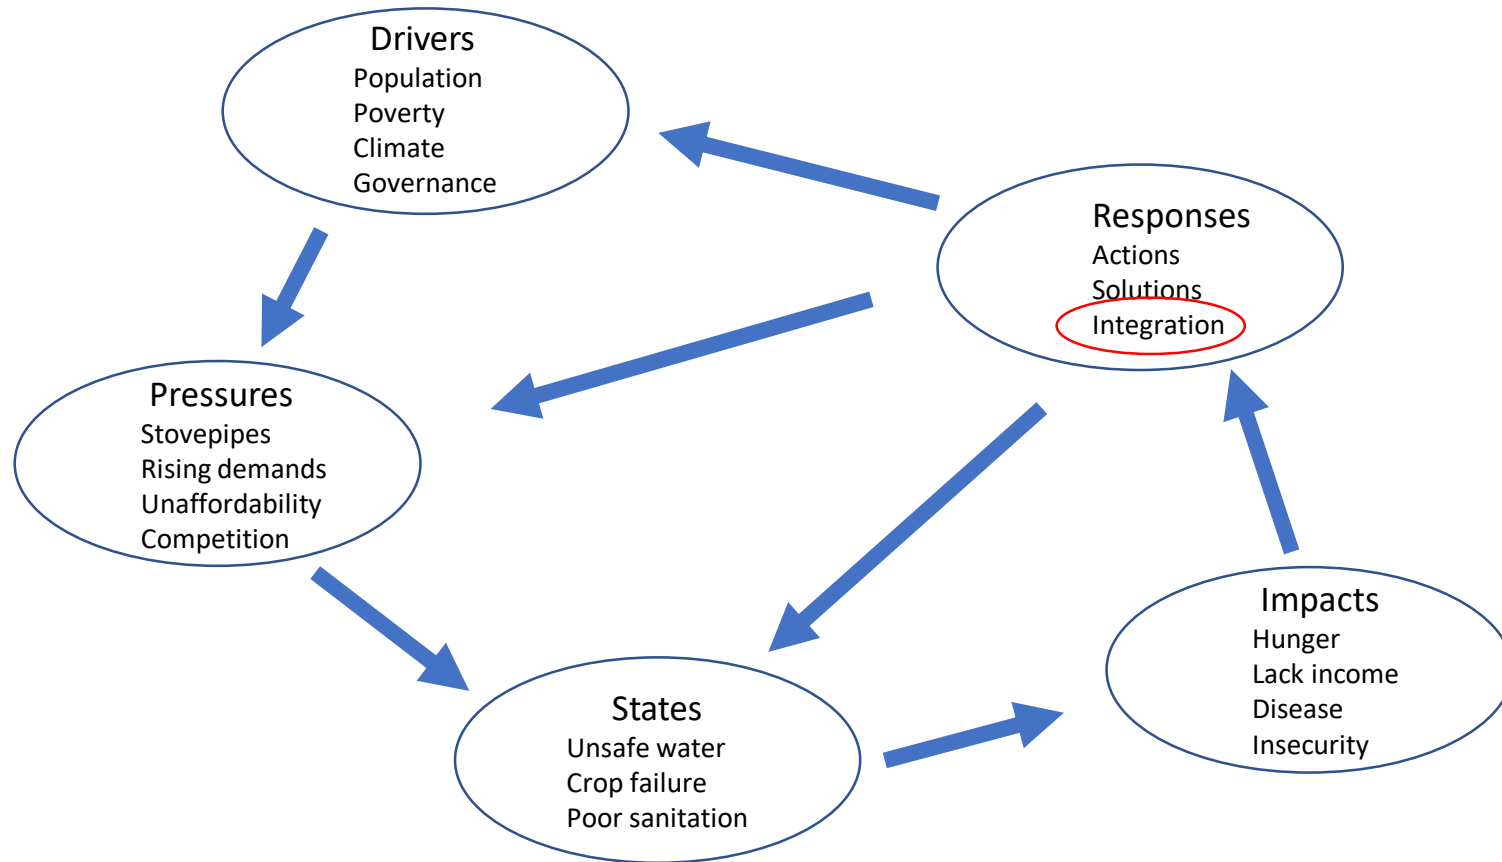 Drivers
Population
Poverty
Climate
Governance
Responses
Actions
Solutions
Integration
Pressures
Stovepipes
Rising demands
Unaffordability
Competition
Impacts
Hunger
Lack income
Disease
Insecurity
States
Unsafe water
Crop failure
Poor sanitation